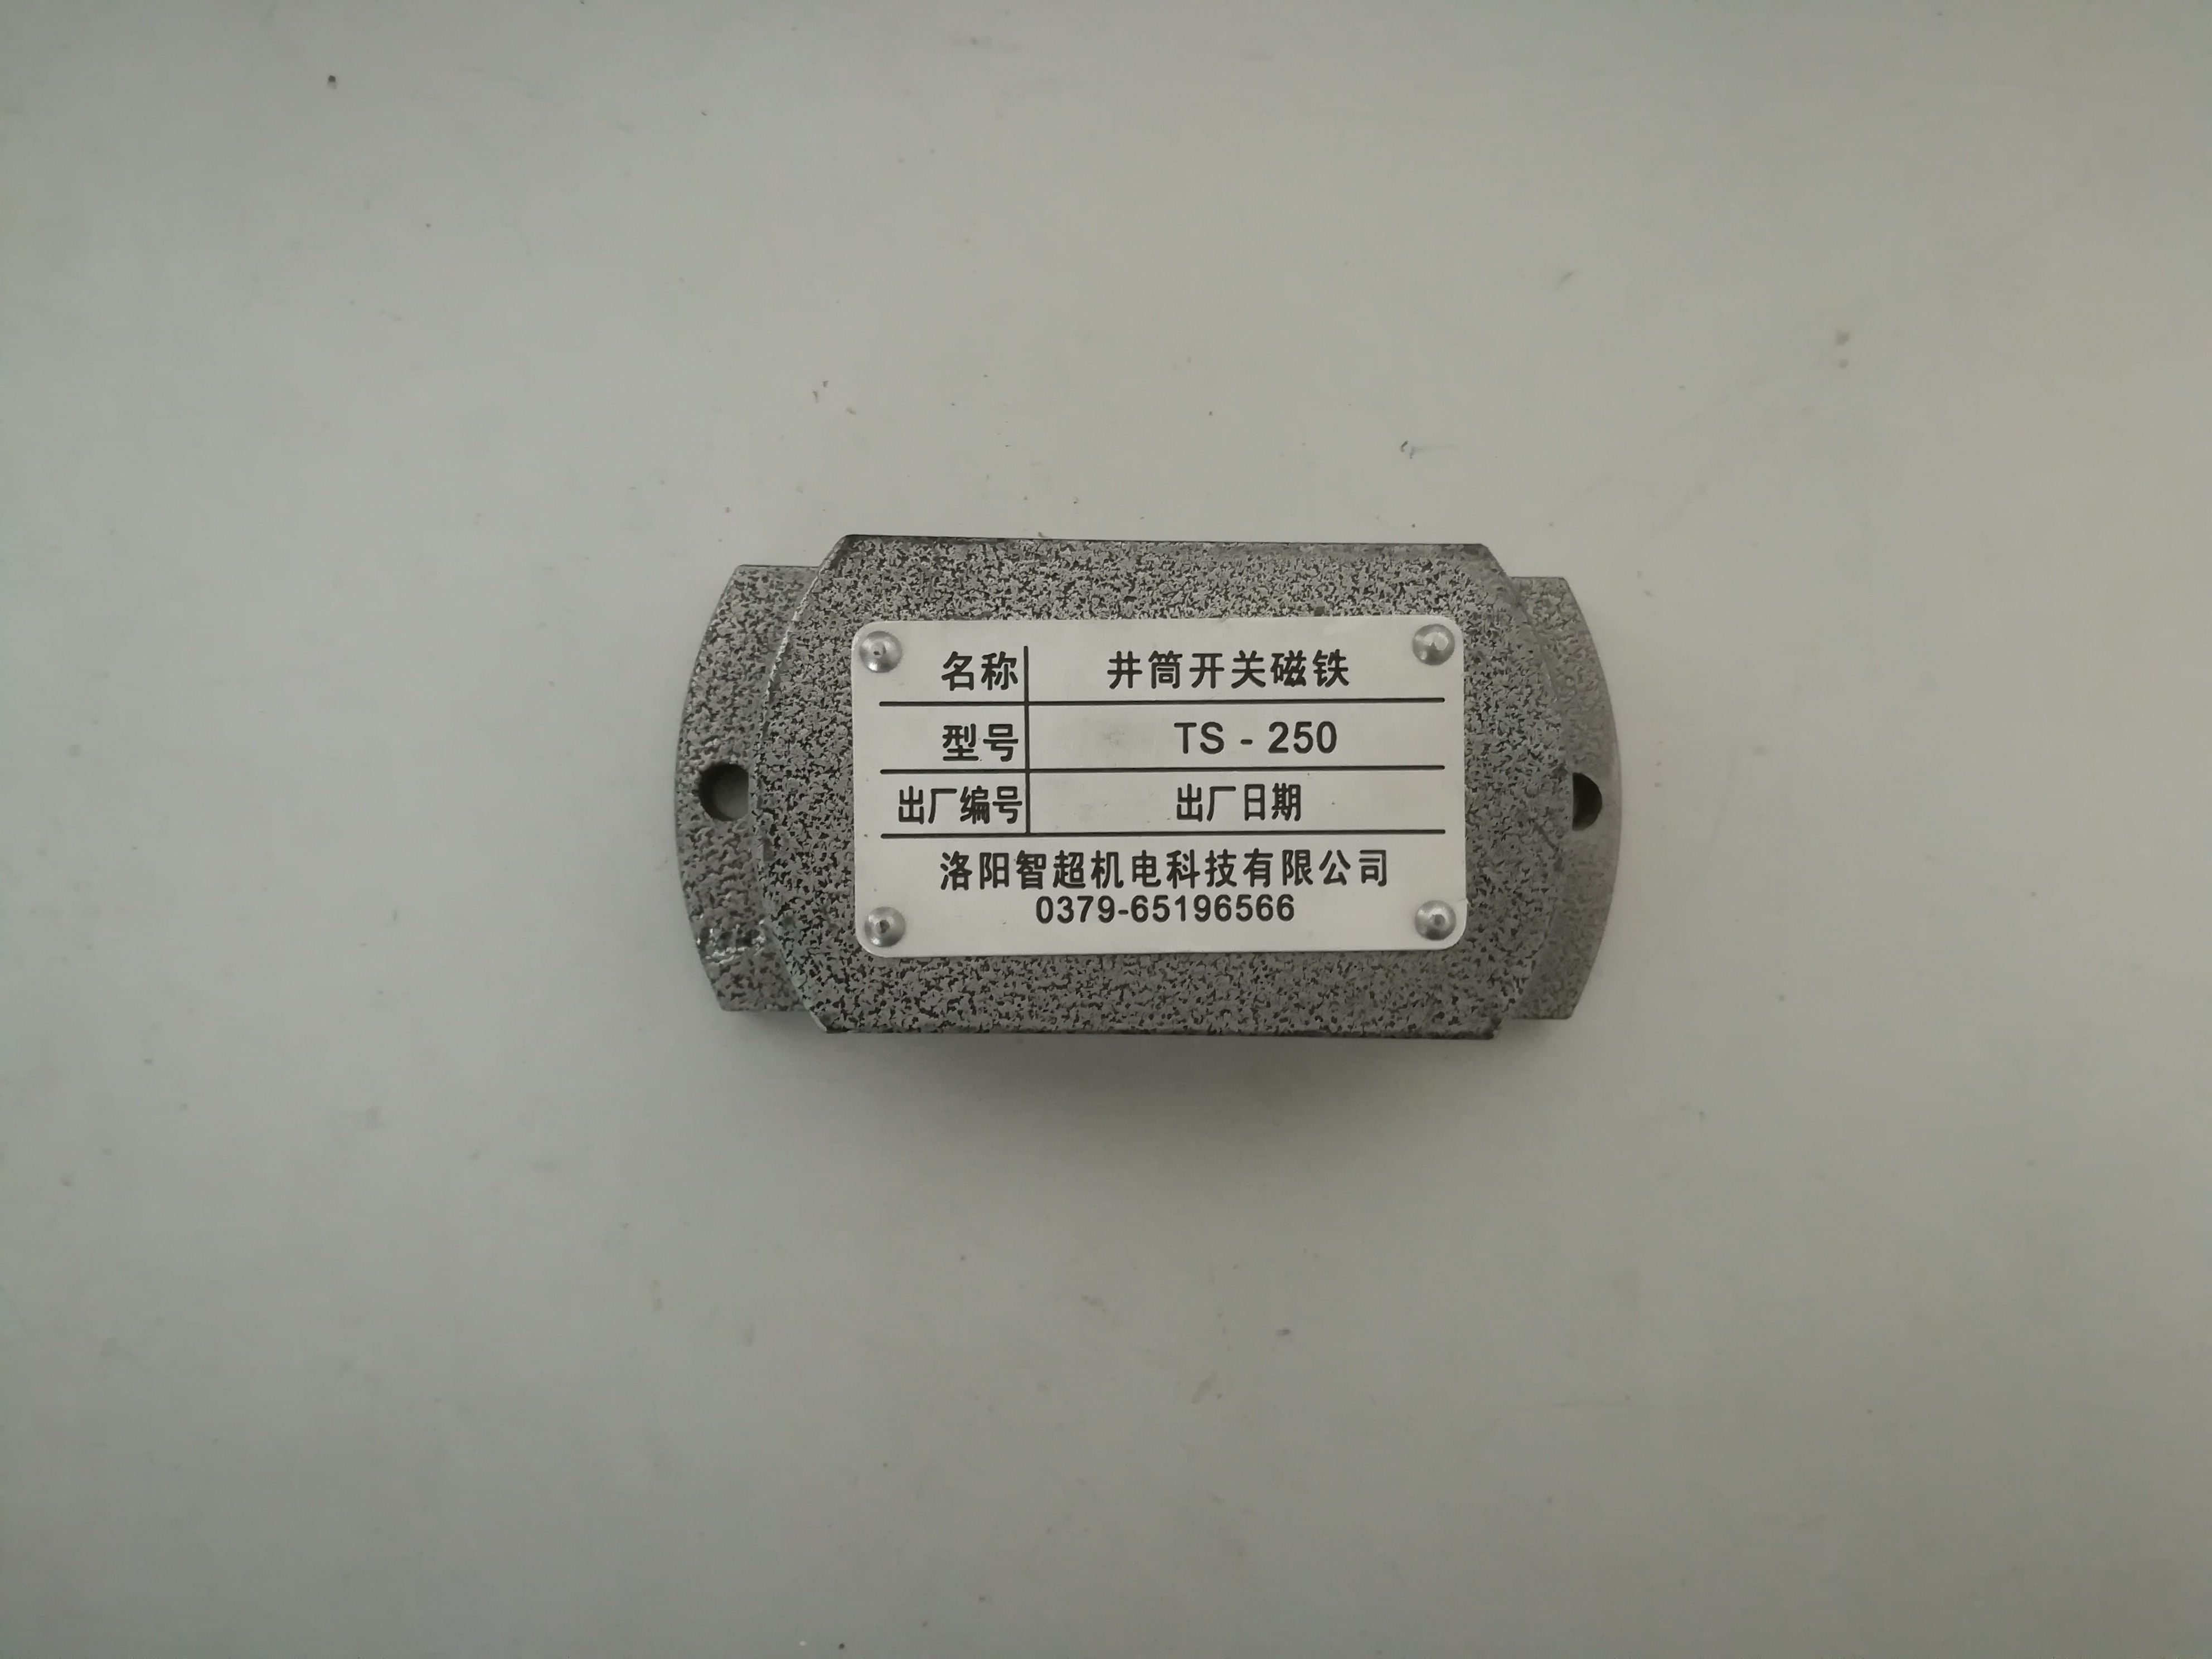 名称 井筒开关磁铁
型号 TS - 250
出厂编号 出厂日期
洛阳智超机电科技有限公司
0379-65196566